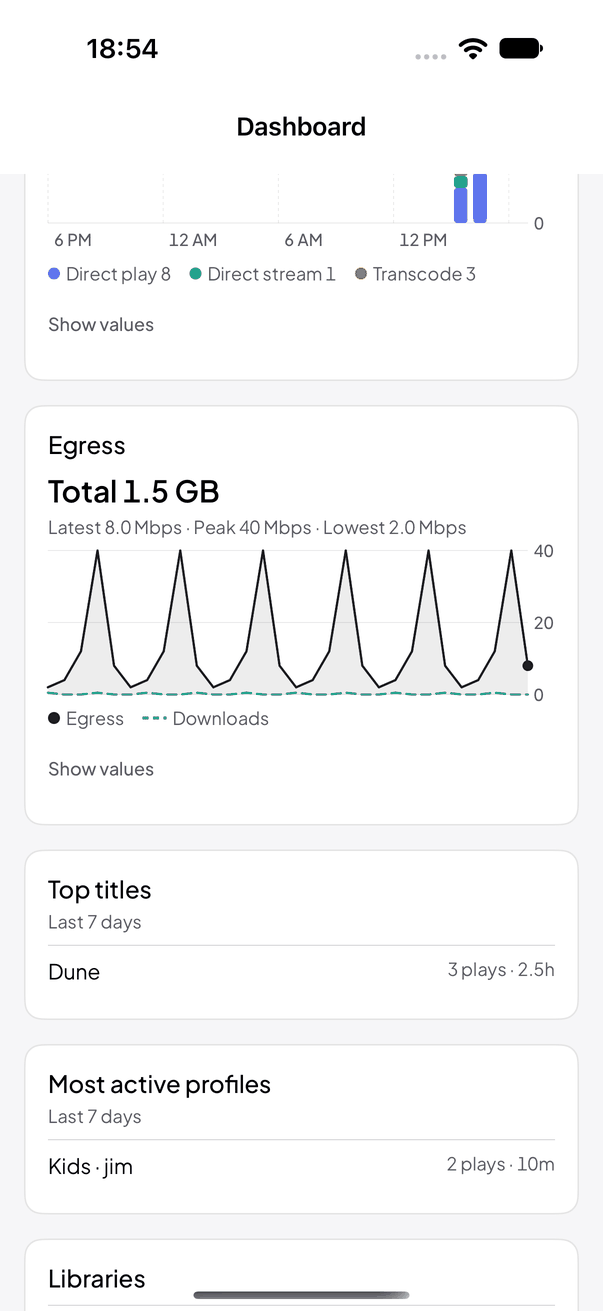 18:54
Dashboard
0
6 PM 12 AM 6 AM 12 PM
Direct play 8 Direct stream 1 Transcode 3
Show values
Egress
Total 1.5 GB
Latest 8.0 Mbps · Peak 40 Mbps · Lowest 2.0 Mbps
40
20
0
Egress Downloads
Show values
Top titles
Last 7 days
Dune 3 plays · 2.5h
Most active profiles
Last 7 days
Kids · jim 2 plays · 10m
Libraries